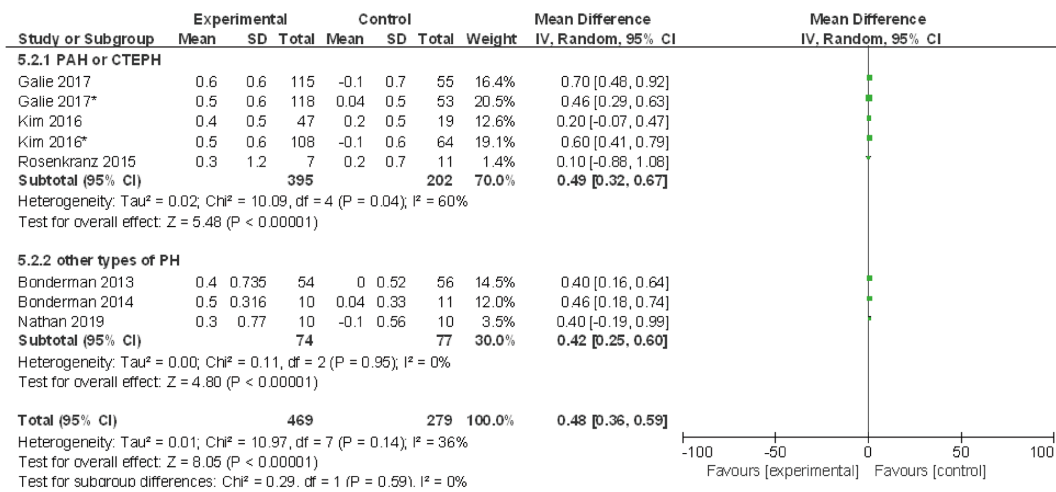 Experimental Control Mean Difference Mean Difference
Study or Subgroup Mean SD Total Mean SD Total Weight IV, Random, 95% CI IV, Random, 95% CI
5.2.1 PAH or CTEPH
Galie 2017 0.6 0.6 115 -0.1 0.7 55 16.4% 0.70 [0.48, 0.92]
Galie 2017* 0.5 0.6 118 0.04 0.5 53 20.5% 0.46 [0.29, 0.63]
Kim 2016 0.4 0.5 47 0.2 0.5 19 12.6% 0.20 [-0.07, 0.47]
Kim 2016* 0.5 0.6 108 -0.1 0.6 64 19.1% 0.60 [0.41, 0.79]
Rosenkranz 2015 0.3 1.2 7 0.2 0.7 11 1.4% 0.10 [-0.88, 1.08]
Subtotal (95% CI) 395 202 70.0% 0.49 [0.32, 0.67]
Heterogeneity: Tau² = 0.02; Chi² = 10.09, df = 4 (P = 0.04); I² = 60%
Test for overall effect: Z = 5.48 (P < 0.00001)
5.2.2 other types of PH
Bonderman 2013 0.4 0.735 54 0 0.52 56 14.5% 0.40 [0.16, 0.64]
Bonderman 2014 0.5 0.316 10 0.04 0.33 11 12.0% 0.46 [0.18, 0.74]
Nathan 2019 0.3 0.77 10 -0.1 0.56 10 3.5% 0.40 [-0.19, 0.99]
Subtotal (95% CI) 74 77 30.0% 0.42 [0.25, 0.60]
Heterogeneity: Tau² = 0.00; Chi² = 0.11, df = 2 (P = 0.95); I² = 0%
Test for overall effect: Z = 4.80 (P < 0.00001)
Total (95% CI) 469 279 100.0% 0.48 [0.36, 0.59]
Heterogeneity: Tau² = 0.01; Chi² = 10.97, df = 7 (P = 0.14); I² = 36%
Test for overall effect: Z = 8.05 (P < 0.00001)
Test for subgroup differences: Chi² = 0.29, df = 1 (P = 0.59), I² = 0%
-100 -50 0 50 100
Favours [experimental] Favours [control]